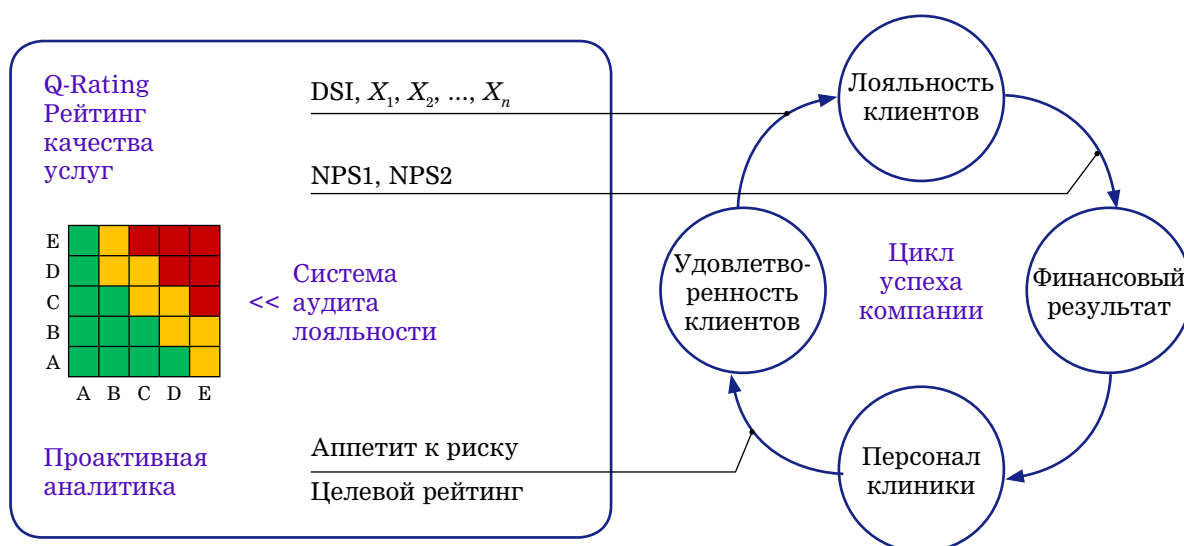 Q-Rating
Рейтинг
качества
услуг
DSI, X1, X2, ..., Xn
NPS1, NPS2
E
D
C
B
A
A B C D E
<< Система
аудита
лояльности
Проактивная
аналитика
Аппетит к риску
Целевой рейтинг
Лояльность
клиентов
Удовлетво-
ренность
клиентов
Цикл
успеха
компании
Финансовый
результат
Персонал
клиники